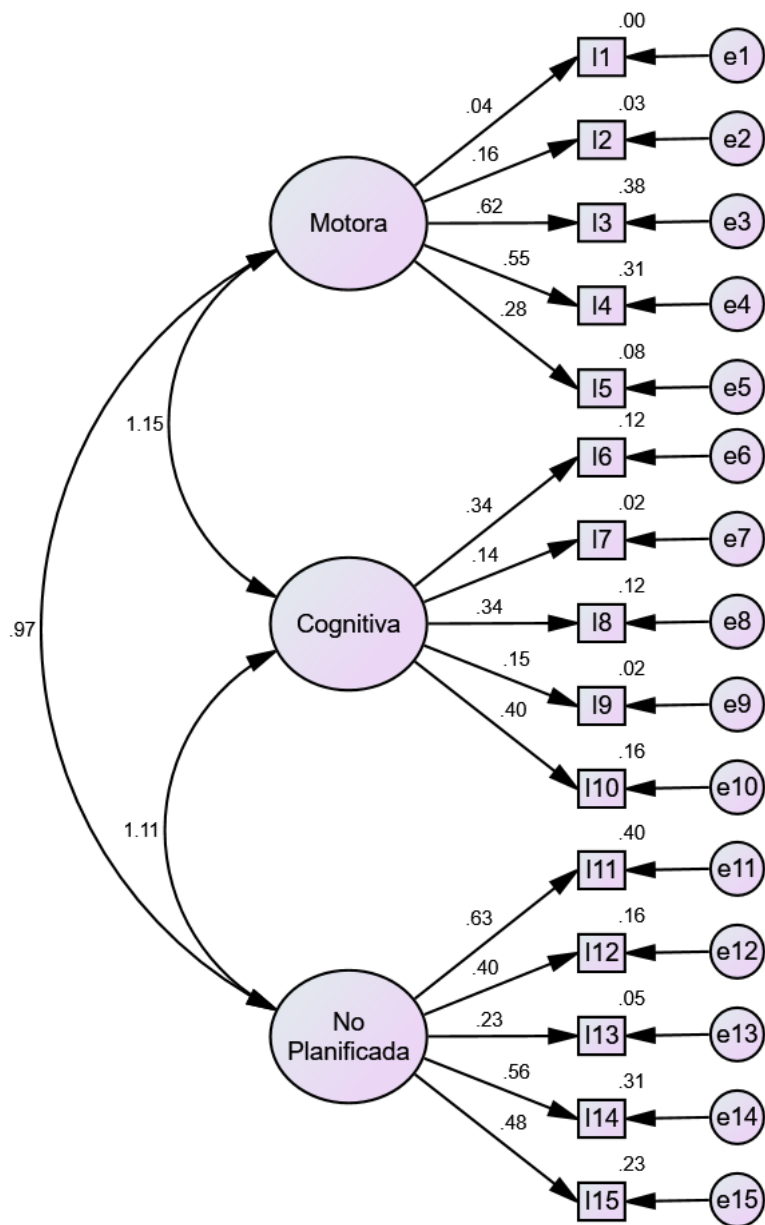 .00
I1
e1
.04
.03
I2
e2
.16
.38
I3
e3
.62
Motora
.31
I4
e4
.55
.08
I5
e5
.28
1.15
.12
I6
e6
.34
.02
I7
e7
.14
.12
I8
e8
.34
Cognitiva
.97
.02
I9
e9
.15
.16
I10
e10
.40
1.11
.40
I11
e11
.63
.16
I12
e12
.40
.05
I13
e13
.23
No
Planificada
.31
I14
e14
.56
.23
I15
e15
.48